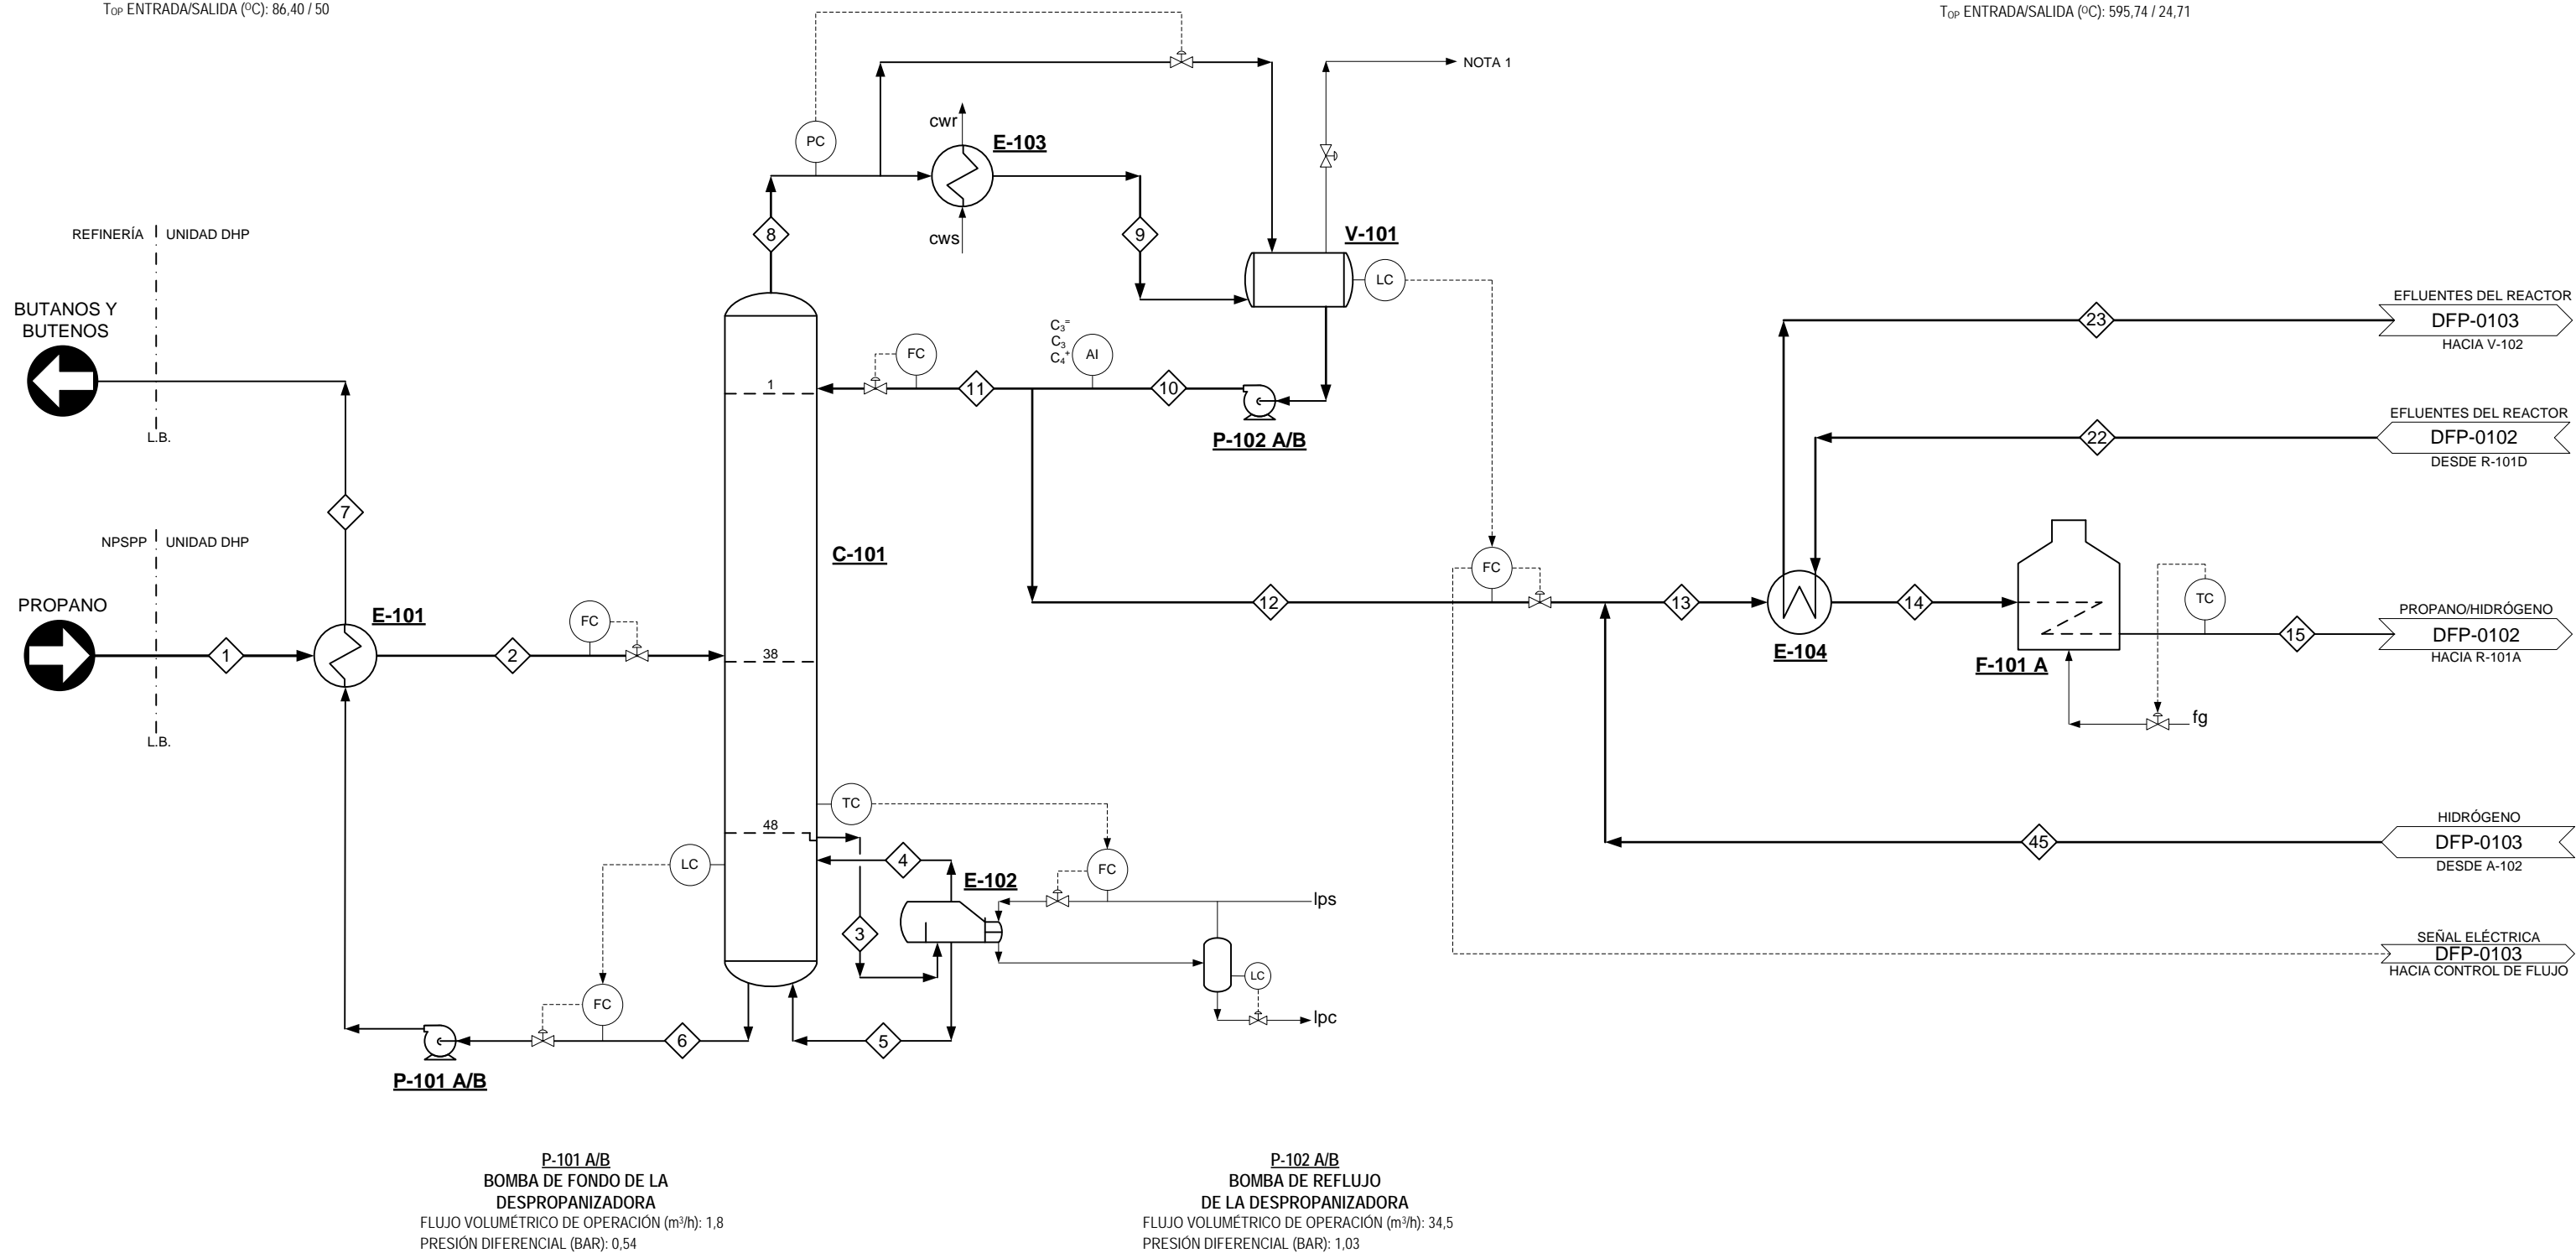 TOP ENTRADA/SALIDA (ºC): 86,40 / 50
TOP ENTRADA/SALIDA (ºC): 595,74 / 24,71
NOTA 1
PC
cwr
E-103
cws
8
9
V-101
LC
REFINERÍA
UNIDAD DHP
BUTANOS Y
BUTENOS
L.B.
7
FC
C3=
C3
C4+
AI
1
11
10
P-102 A/B
EFLUENTES DEL REACTOR
23
DFP-0103
HACIA V-102
EFLUENTES DEL REACTOR
22
DFP-0102
DESDE R-101D
NPSPP
UNIDAD DHP
PROPANO
L.B.
1
E-101
2
FC
38
C-101
12
FC
13
E-104
14
F-101 A
TC
fg
15
PROPANO/HIDRÓGENO
DFP-0102
HACIA R-101A
TC
48
LC
4
FC
E-102
3
lps
LC
lpc
5
6
FC
P-101 A/B
HIDRÓGENO
45
DFP-0103
DESDE A-102
SEÑAL ELÉCTRICA
DFP-0103
HACIA CONTROL DE FLUJO
P-101 A/B
BOMBA DE FONDO DE LA
DESPROPANIZADORA
FLUJO VOLUMÉTRICO DE OPERACIÓN (m³/h): 1,8
PRESIÓN DIFERENCIAL (BAR): 0,54
P-102 A/B
BOMBA DE REFLUJO
DE LA DESPROPANIZADORA
FLUJO VOLUMÉTRICO DE OPERACIÓN (m³/h): 34,5
PRESIÓN DIFERENCIAL (BAR): 1,03